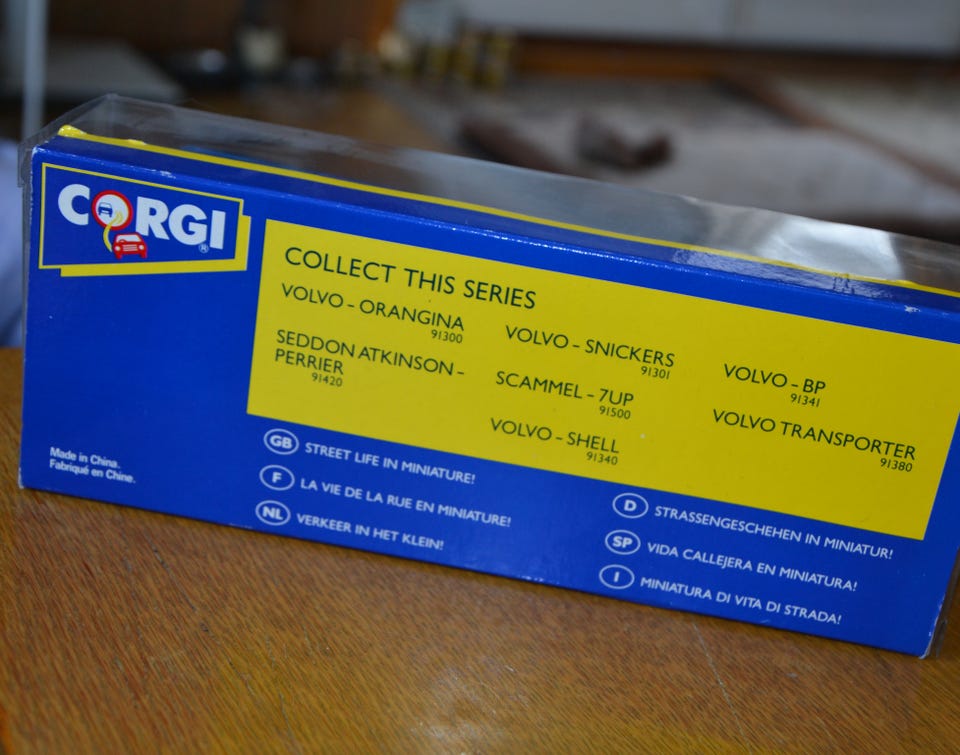 CORGI®
COLLECT THIS SERIES
VOLVO - ORANGINA
91300
SEDDON ATKINSON -
PERRIER
91420
VOLVO - SNICKERS
91301
SCAMMEL - 7UP
91500
VOLVO - SHELL
91340
VOLVO - BP
91341
VOLVO TRANSPORTER
91380
Made in China.
Fabriqué en Chine.
GB STREET LIFE IN MINIATURE!
F LA VIE DE LA RUE EN MINIATURE!
NL VERKEER IN HET KLEIN!
D STRASSENGESCHEHEN IN MINIATUR!
SP VIDA CALLEJERA EN MINIATURA!
I MINIATURA DI VITA DI STRADA!